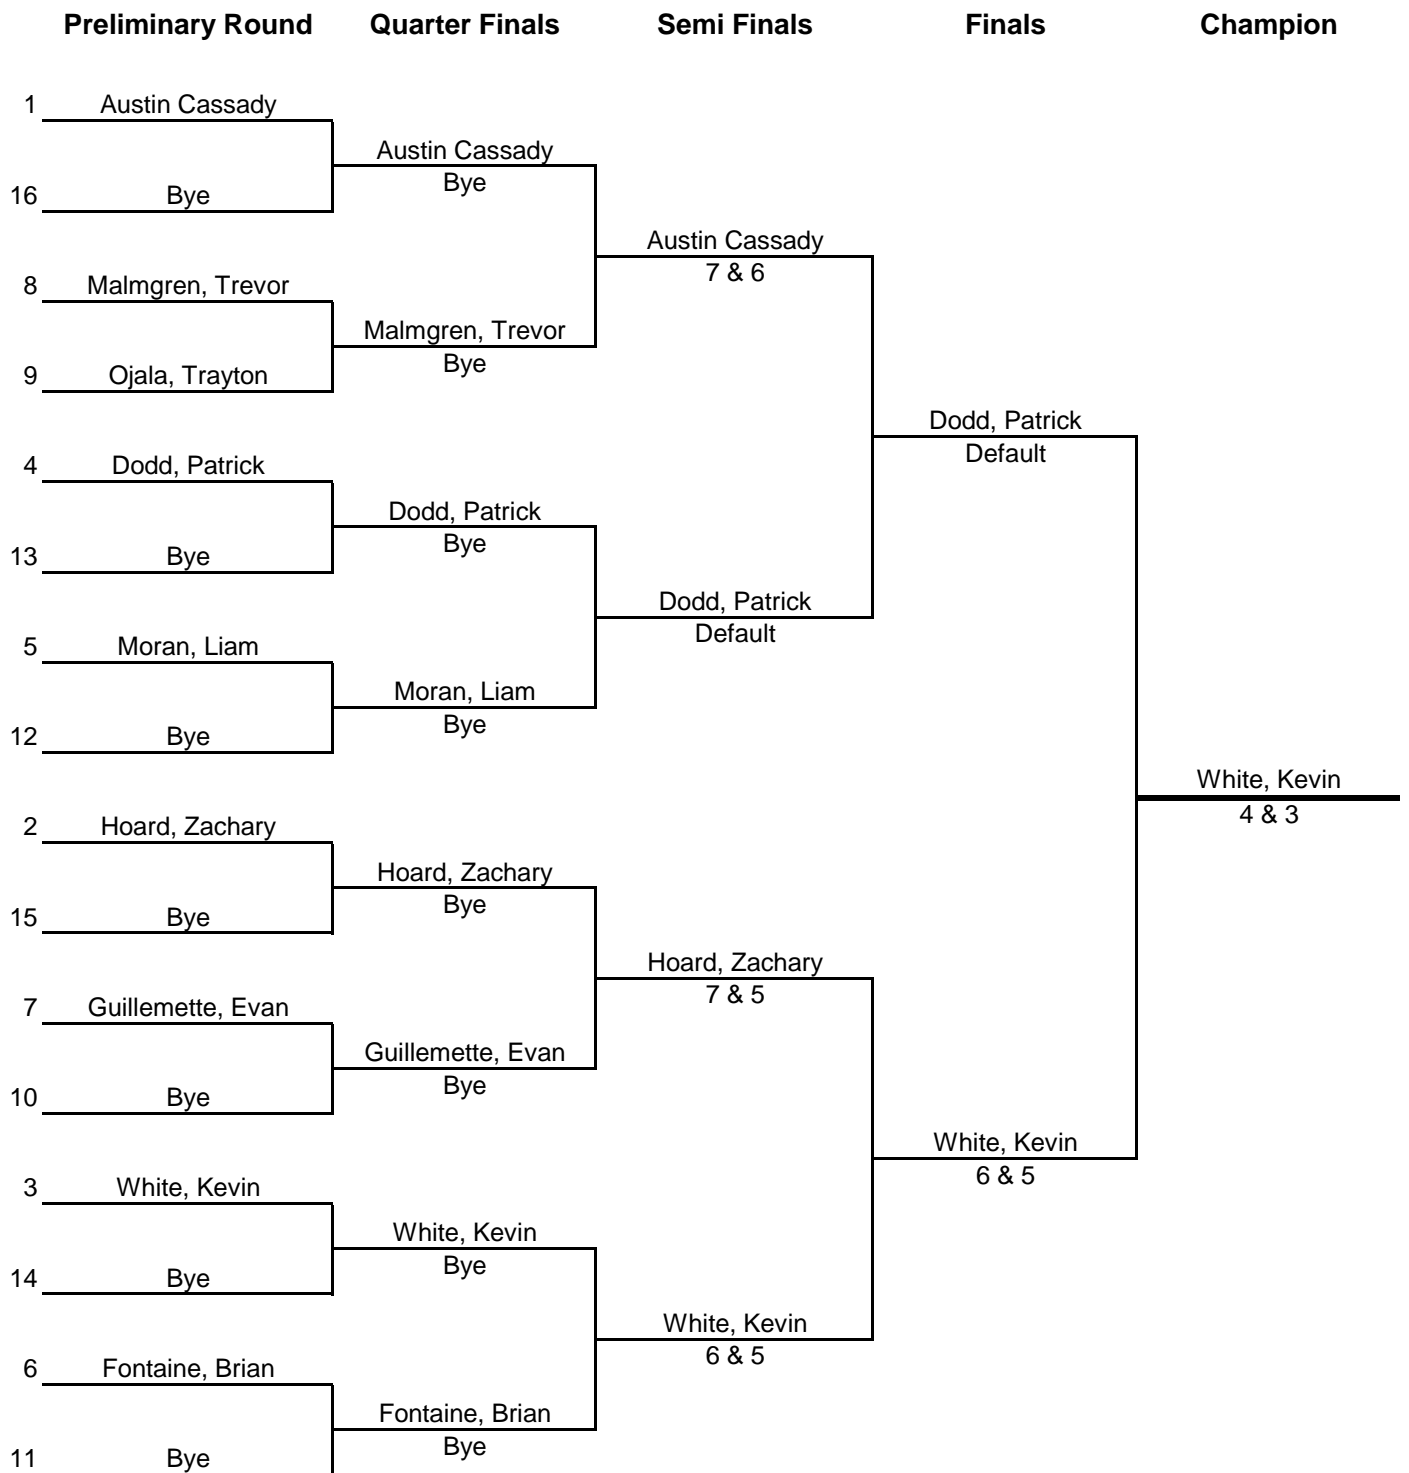 Preliminary Round Quarter Finals Semi Finals Finals Champion
1 Austin Cassady
Austin Cassady
Bye
16 Bye
Austin Cassady
7 & 6
8 Malmgren, Trevor
Malmgren, Trevor
Bye
9 Ojala, Trayton
Dodd, Patrick
Default
4 Dodd, Patrick
Dodd, Patrick
Bye
13 Bye
Dodd, Patrick
Default
5 Moran, Liam
Moran, Liam
Bye
12 Bye
White, Kevin
4 & 3
2 Hoard, Zachary
Hoard, Zachary
Bye
15 Bye
Hoard, Zachary
7 & 5
7 Guillemette, Evan
Guillemette, Evan
Bye
10 Bye
White, Kevin
6 & 5
3 White, Kevin
White, Kevin
Bye
14 Bye
White, Kevin
6 & 5
6 Fontaine, Brian
Fontaine, Brian
Bye
11 Bye